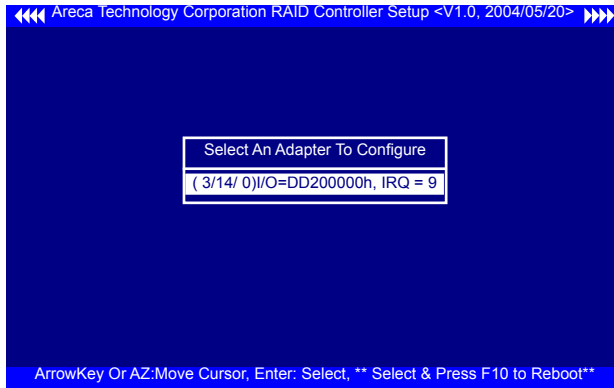 Areca Technology Corporation RAID Controller Setup <V1.0, 2004/05/20>
Select An Adapter To Configure
( 3/14/ 0)I/O=DD200000h, IRQ = 9
ArrowKey Or AZ:Move Cursor, Enter: Select, ** Select & Press F10 to Reboot**